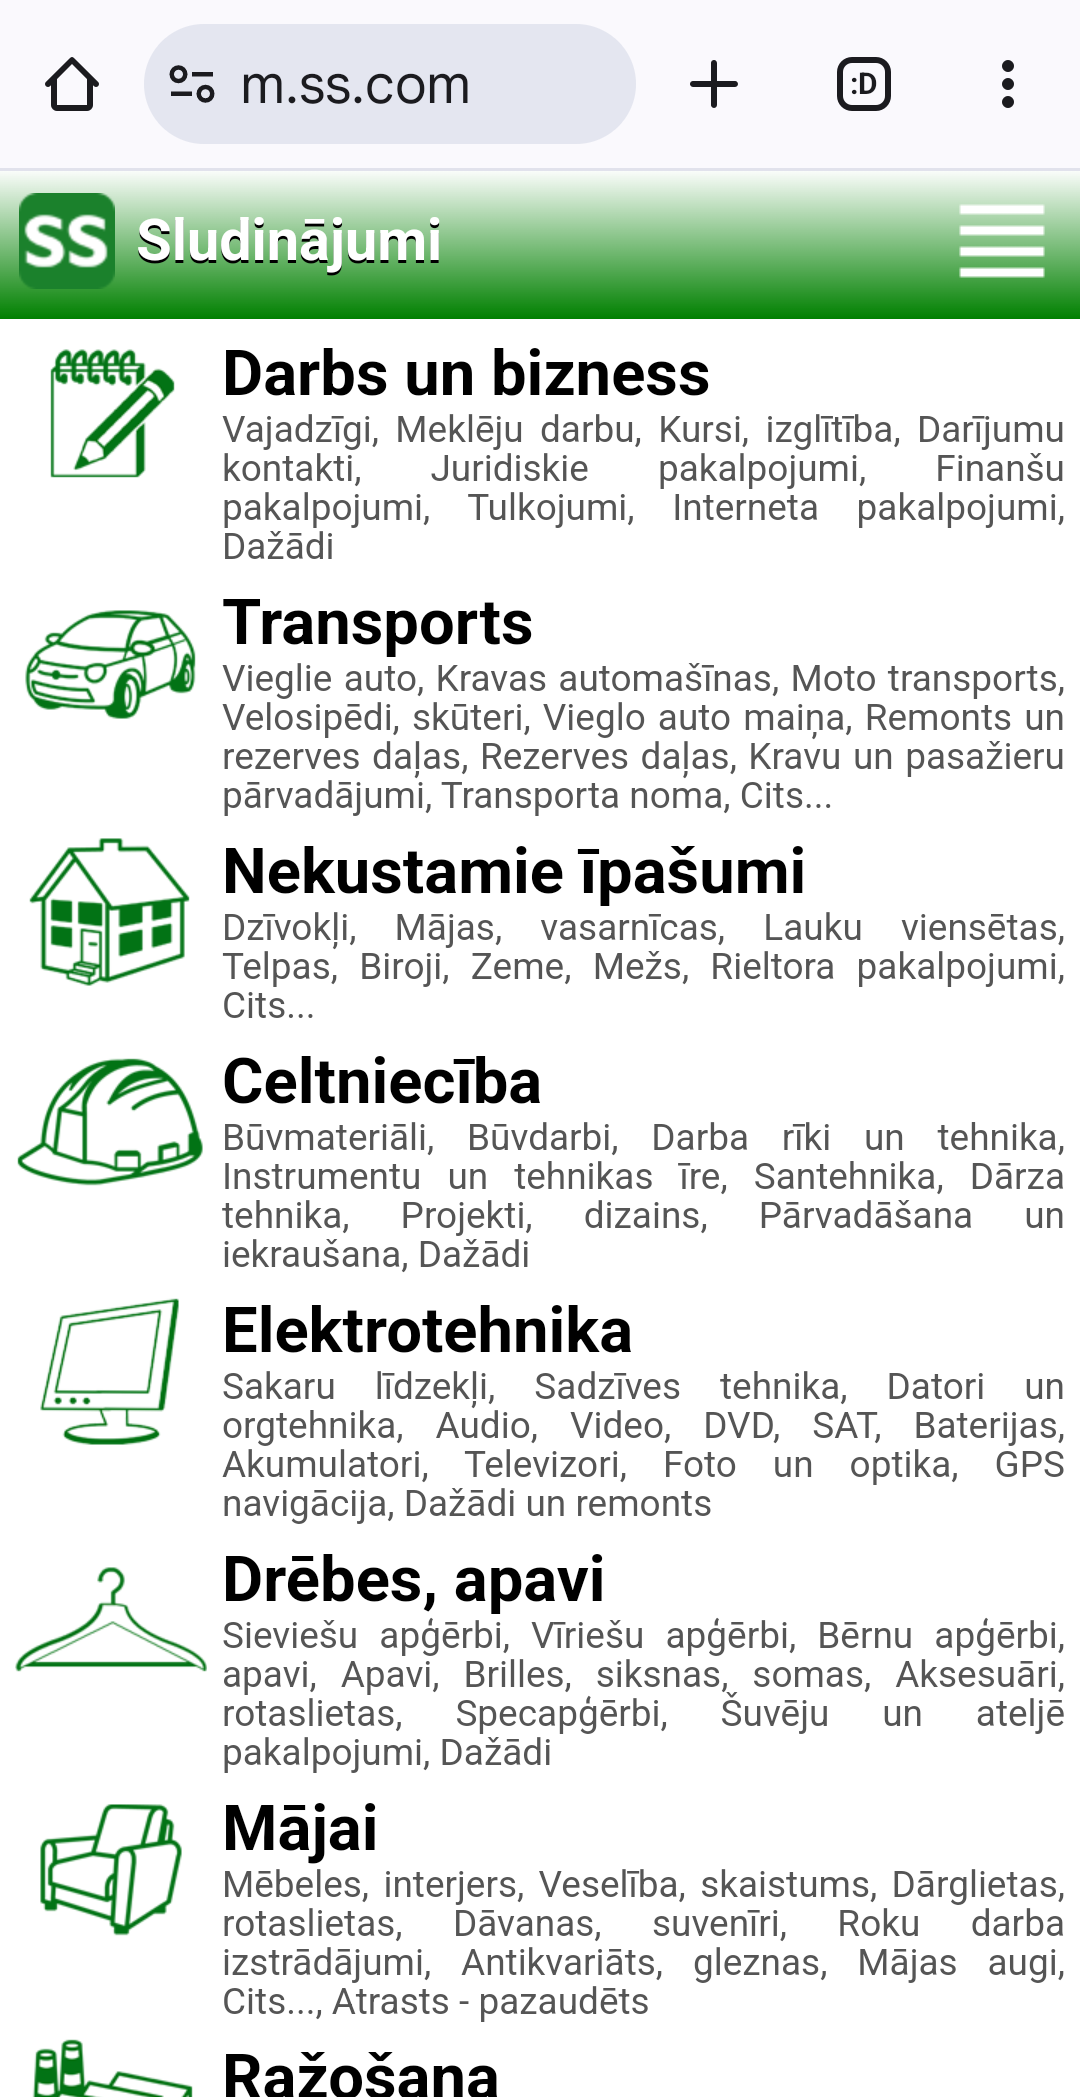 m.ss.com
:D
SS Sludinājumi
Darbs un bizness
Vajadzīgi, Meklēju darbu, Kursi, izglītība, Darījumu
kontakti, Juridiskie pakalpojumi, Finanšu
pakalpojumi, Tulkojumi, Interneta pakalpojumi,
Dažādi
Transports
Vieglie auto, Kravas automašīnas, Moto transports,
Velosipēdi, skūteri, Vieglo auto maiņa, Remonts un
rezerves daļas, Rezerves daļas, Kravu un pasažieru
pārvadājumi, Transporta noma, Cits...
Nekustamie īpašumi
Dzīvokļi, Mājas, vasarnīcas, Lauku viensētas,
Telpas, Biroji, Zeme, Mežs, Rieltora pakalpojumi,
Cits...
Celtniecība
Būvmateriāli, Būvdarbi, Darba rīki un tehnika,
Instrumentu un tehnikas īre, Santehnika, Dārza
tehnika, Projekti, dizains, Pārvadāšana un
iekraušana, Dažādi
Elektrotehnika
Sakaru līdzekļi, Sadzīves tehnika, Datori un
orgtehnika, Audio, Video, DVD, SAT, Baterijas,
Akumulatori, Televizori, Foto un optika, GPS
navigācija, Dažādi un remonts
Drēbes, apavi
Sieviešu apģērbi, Vīriešu apģērbi, Bērnu apģērbi,
apavi, Apavi, Brilles, siksnas, somas, Aksesuāri,
rotaslietas, Specapģērbi, Šuvēju un ateljē
pakalpojumi, Dažādi
Mājai
Mēbeles, interjers, Veselība, skaistums, Dārglietas,
rotaslietas, Dāvanas, suvenīri, Roku darba
izstrādājumi, Antikvariāts, gleznas, Mājas augi,
Cits..., Atrasts - pazaudēts
Ražošana